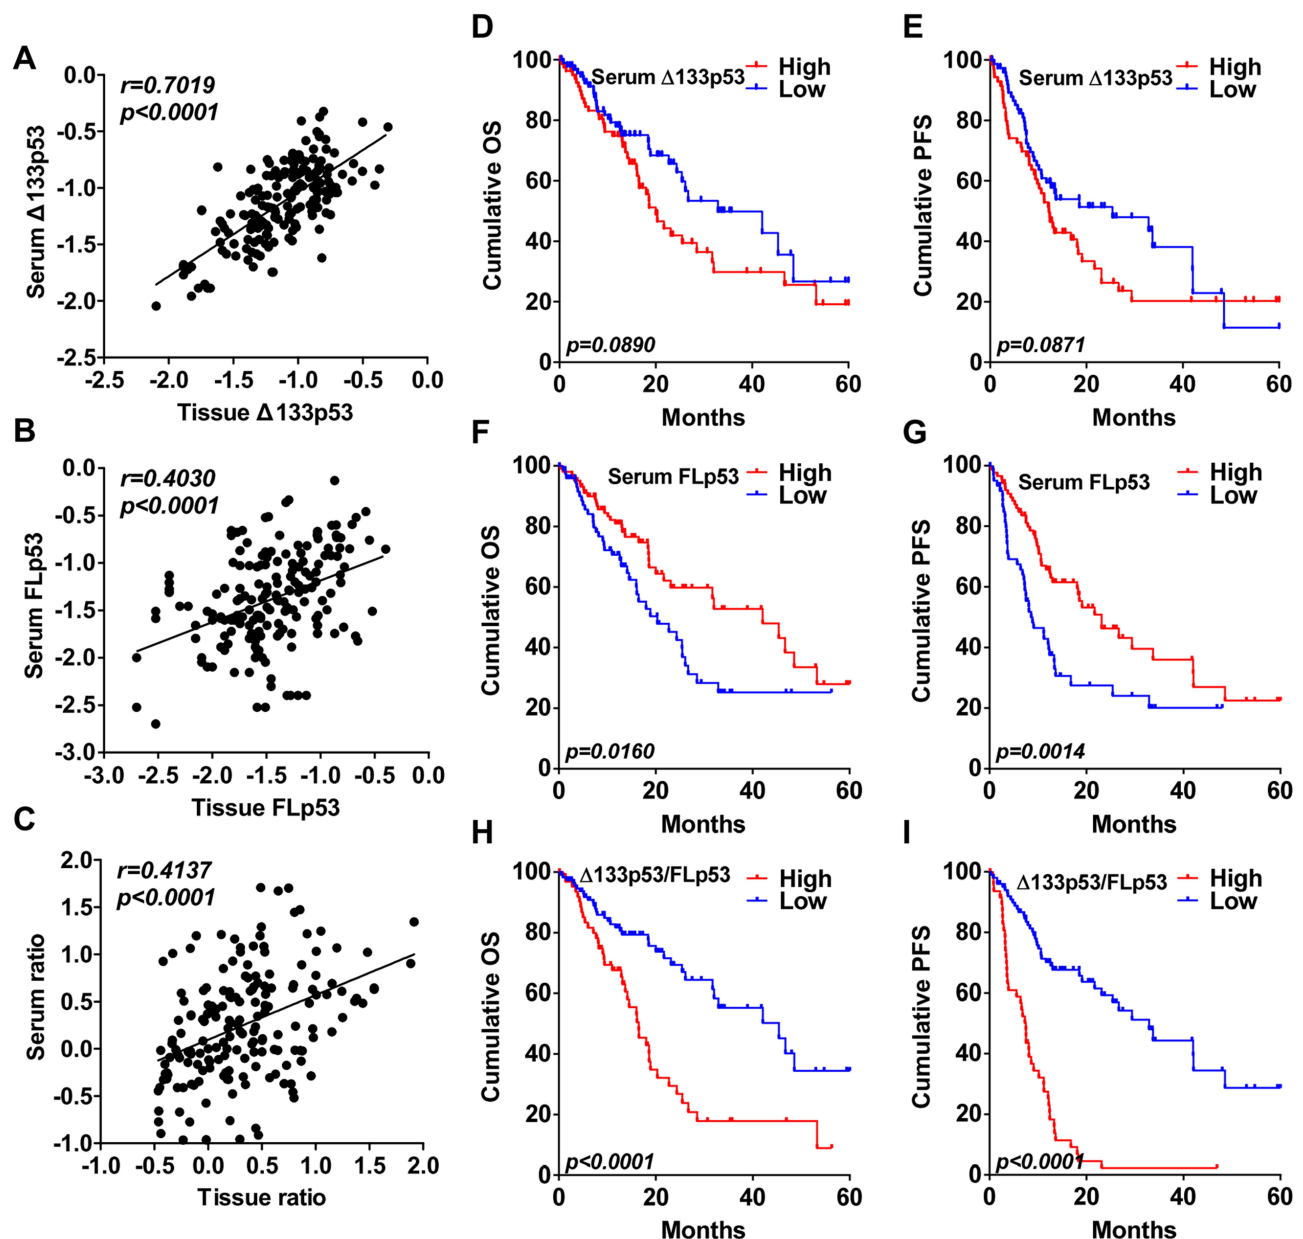 A
r=0.7019
p<0.0001
0.0
-0.5
-1.0
-1.5
-2.0
-2.5
Serum Δ133p53
-2.5 -2.0 -1.5 -1.0 -0.5 0.0
Tissue Δ133p53
D
Serum Δ133p53
High
Low
100
80
60
40
20
0
Cumulative OS
p=0.0890
0 20 40 60
Months
E
Serum Δ133p53
High
Low
100
80
60
40
20
0
Cumulative PFS
p=0.0871
0 20 40 60
Months
B
r=0.4030
p<0.0001
0.0
-0.5
-1.0
-1.5
-2.0
-2.5
-3.0
Serum FLp53
-3.0 -2.5 -2.0 -1.5 -1.0 -0.5 0.0
Tissue FLp53
F
Serum FLp53
High
Low
100
80
60
40
20
0
Cumulative OS
p=0.0160
0 20 40 60
Months
G
Serum FLp53
High
Low
100
80
60
40
20
0
Cumulative PFS
p=0.0014
0 20 40 60
Months
C
r=0.4137
p<0.0001
2.0
1.5
1.0
0.5
0.0
-0.5
-1.0
Serum ratio
-1.0 -0.5 0.0 0.5 1.0 1.5 2.0
Tissue ratio
H
Δ133p53/FLp53
High
Low
100
80
60
40
20
0
Cumulative OS
p<0.0001
0 20 40 60
Months
I
Δ133p53/FLp53
High
Low
100
80
60
40
20
0
Cumulative PFS
p<0.0001
0 20 40 60
Months